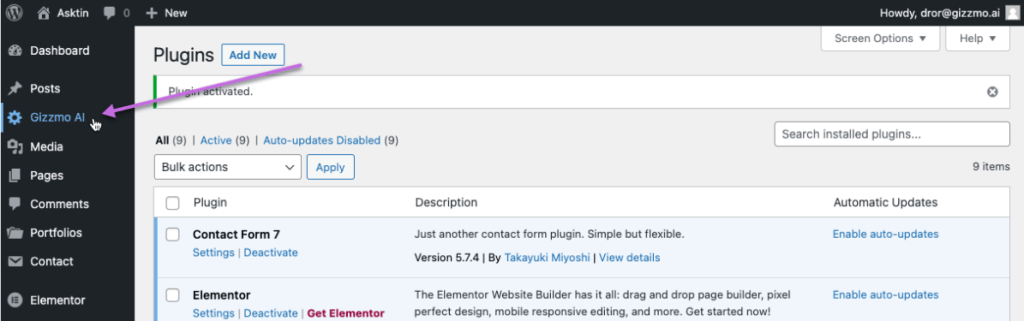 Asktin 0 + New Howdy, dror@gizzmo.ai
Dashboard
Posts
Gizzmo AI
Media
Pages
Comments
Portfolios
Contact
Elementor
Screen Options Help
Plugins Add New
Plugin activated.
All (9) | Active (9) | Auto-updates Disabled (9)
Search installed plugins...
Bulk actions Apply
9 items
Plugin Description Automatic Updates
Contact Form 7 Just another contact form plugin. Simple but flexible. Enable auto-updates
Settings | Deactivate Version 5.7.4 | By Takayuki Miyoshi | View details
Elementor The Elementor Website Builder has it all: drag and drop page builder, pixel Enable auto-updates
Settings | Deactivate | Get Elementor perfect design, mobile responsive editing, and more. Get started now!